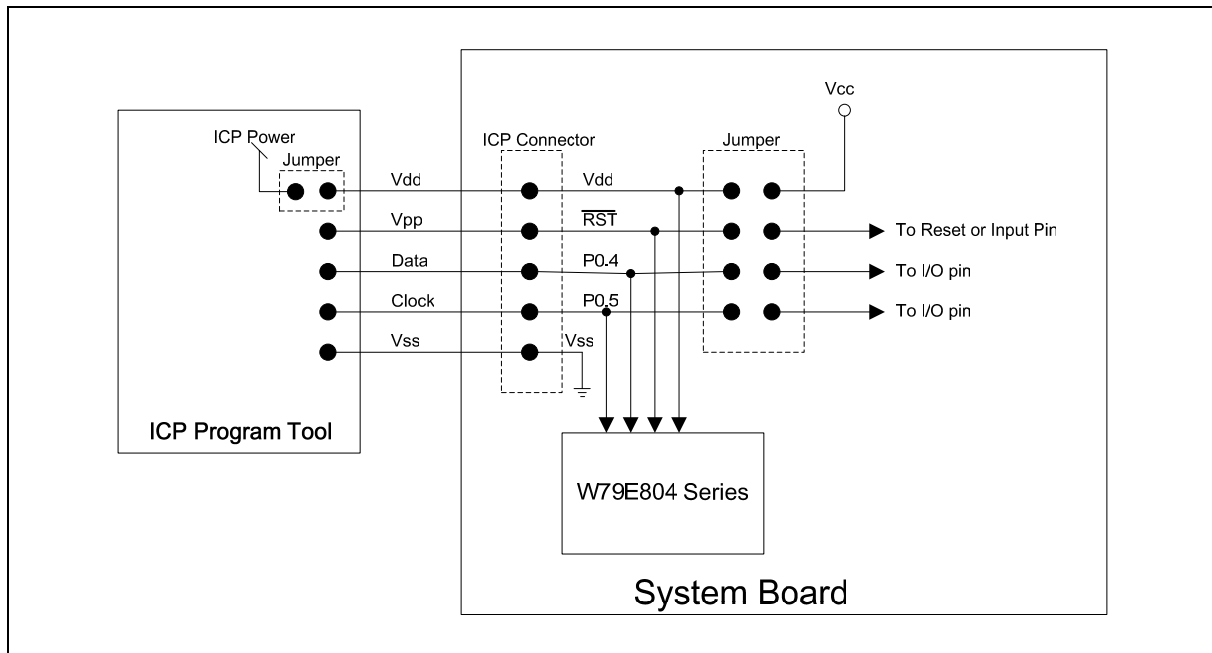 Vcc
ICP Power
Jumper
ICP Connector
Jumper
Vdd
Vdd
Vpp
RST
To Reset or Input Pin
Data
P0.4
To I/O pin
Clock
P0.5
To I/O pin
Vss
Vss
ICP Program Tool
W79E804 Series
System Board